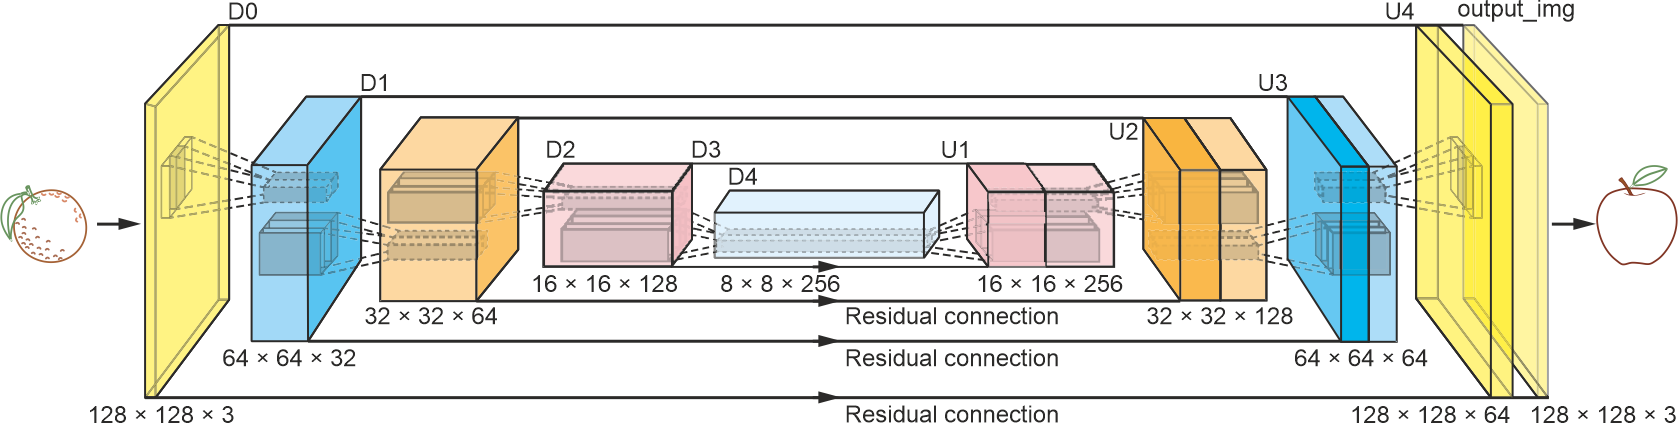 D0
U4
output_img
D1
U3
U2
D2
D3
U1
D4
16 × 16 × 128
8 × 8 × 256
16 × 16 × 256
32 × 32 × 64
Residual connection
32 × 32 × 128
64 × 64 × 32
Residual connection
64 × 64 × 64
128 × 128 × 3
Residual connection
128 × 128 × 64
128 × 128 × 3